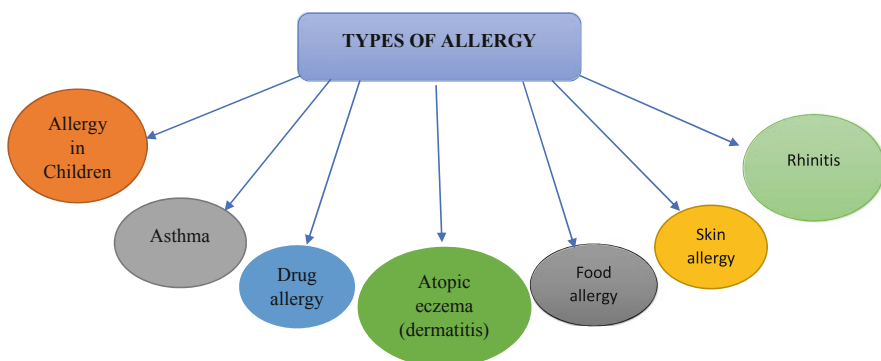 TYPES OF ALLERGY
Allergy
in
Children
Asthma
Drug
allergy
Atopic
eczema
(dermatitis)
Food
allergy
Skin
allergy
Rhinitis